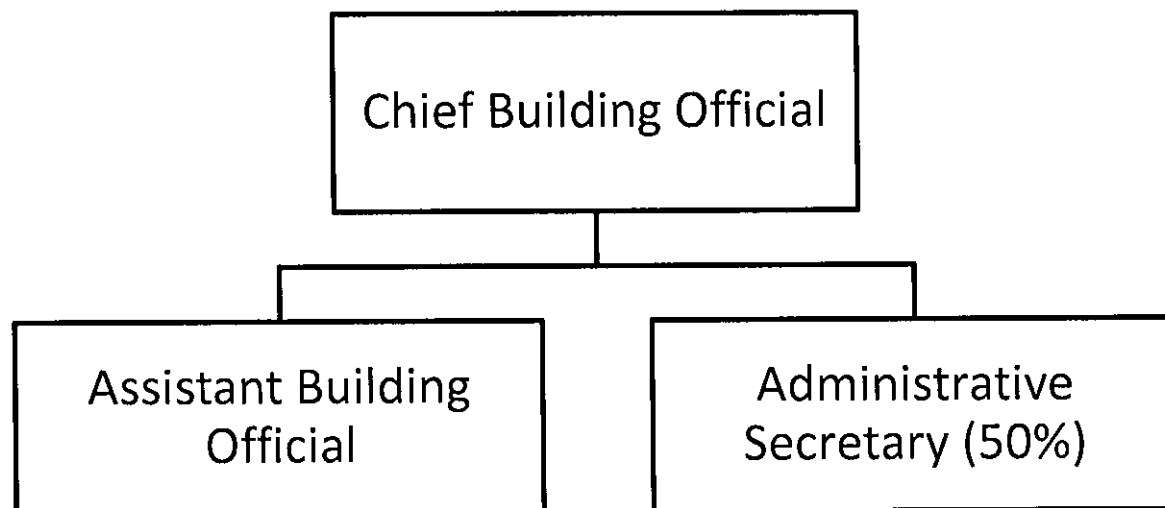 Chief Building Official
Assistant Building
Official
Administrative
Secretary (50%)